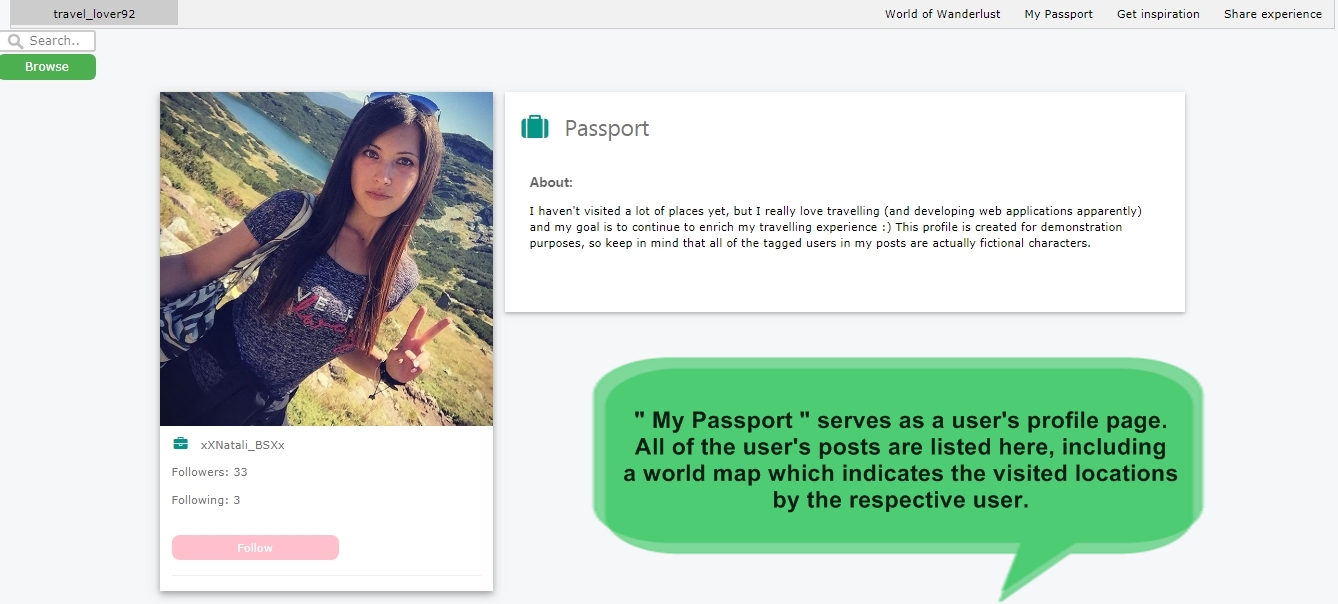 travel_lover92
World of Wanderlust
My Passport
Get inspiration
Share experience
Search..
Browse
Passport
About:
I haven't visited a lot of places yet, but I really love travelling (and developing web applications apparently)
and my goal is to continue to enrich my travelling experience :) This profile is created for demonstration
purposes, so keep in mind that all of the tagged users in my posts are actually fictional characters.
xXNatali_BSXx
Followers: 33
Following: 3
Follow
" My Passport " serves as a user's profile page.
All of the user's posts are listed here, including
a world map which indicates the visited locations
by the respective user.